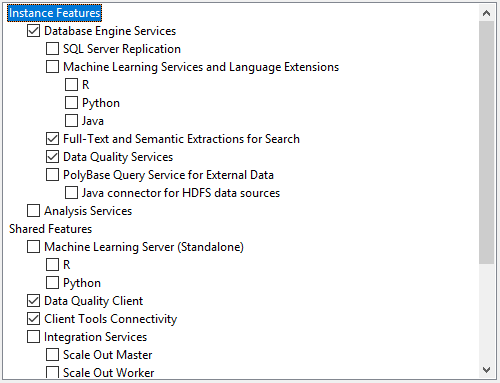 Instance Features
Database Engine Services
SQL Server Replication
Machine Learning Services and Language Extensions
R
Python
Java
Full-Text and Semantic Extractions for Search
Data Quality Services
PolyBase Query Service for External Data
Java connector for HDFS data sources
Analysis Services
Shared Features
Machine Learning Server (Standalone)
R
Python
Data Quality Client
Client Tools Connectivity
Integration Services
Scale Out Master
Scale Out Worker